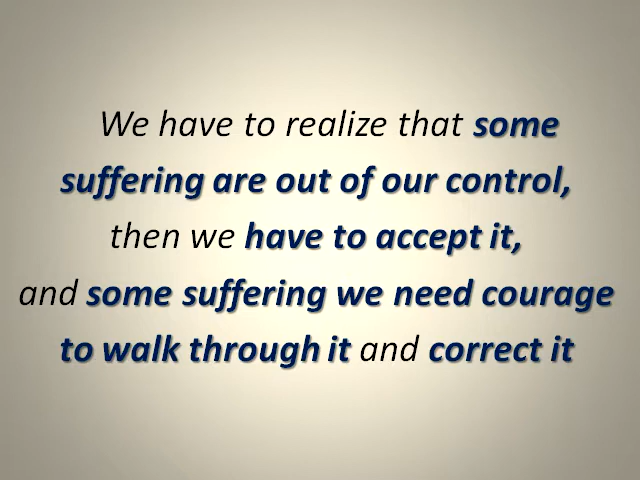 We have to realize that some
suffering are out of our control,
then we have to accept it,
and some suffering we need courage
to walk through it and correct it